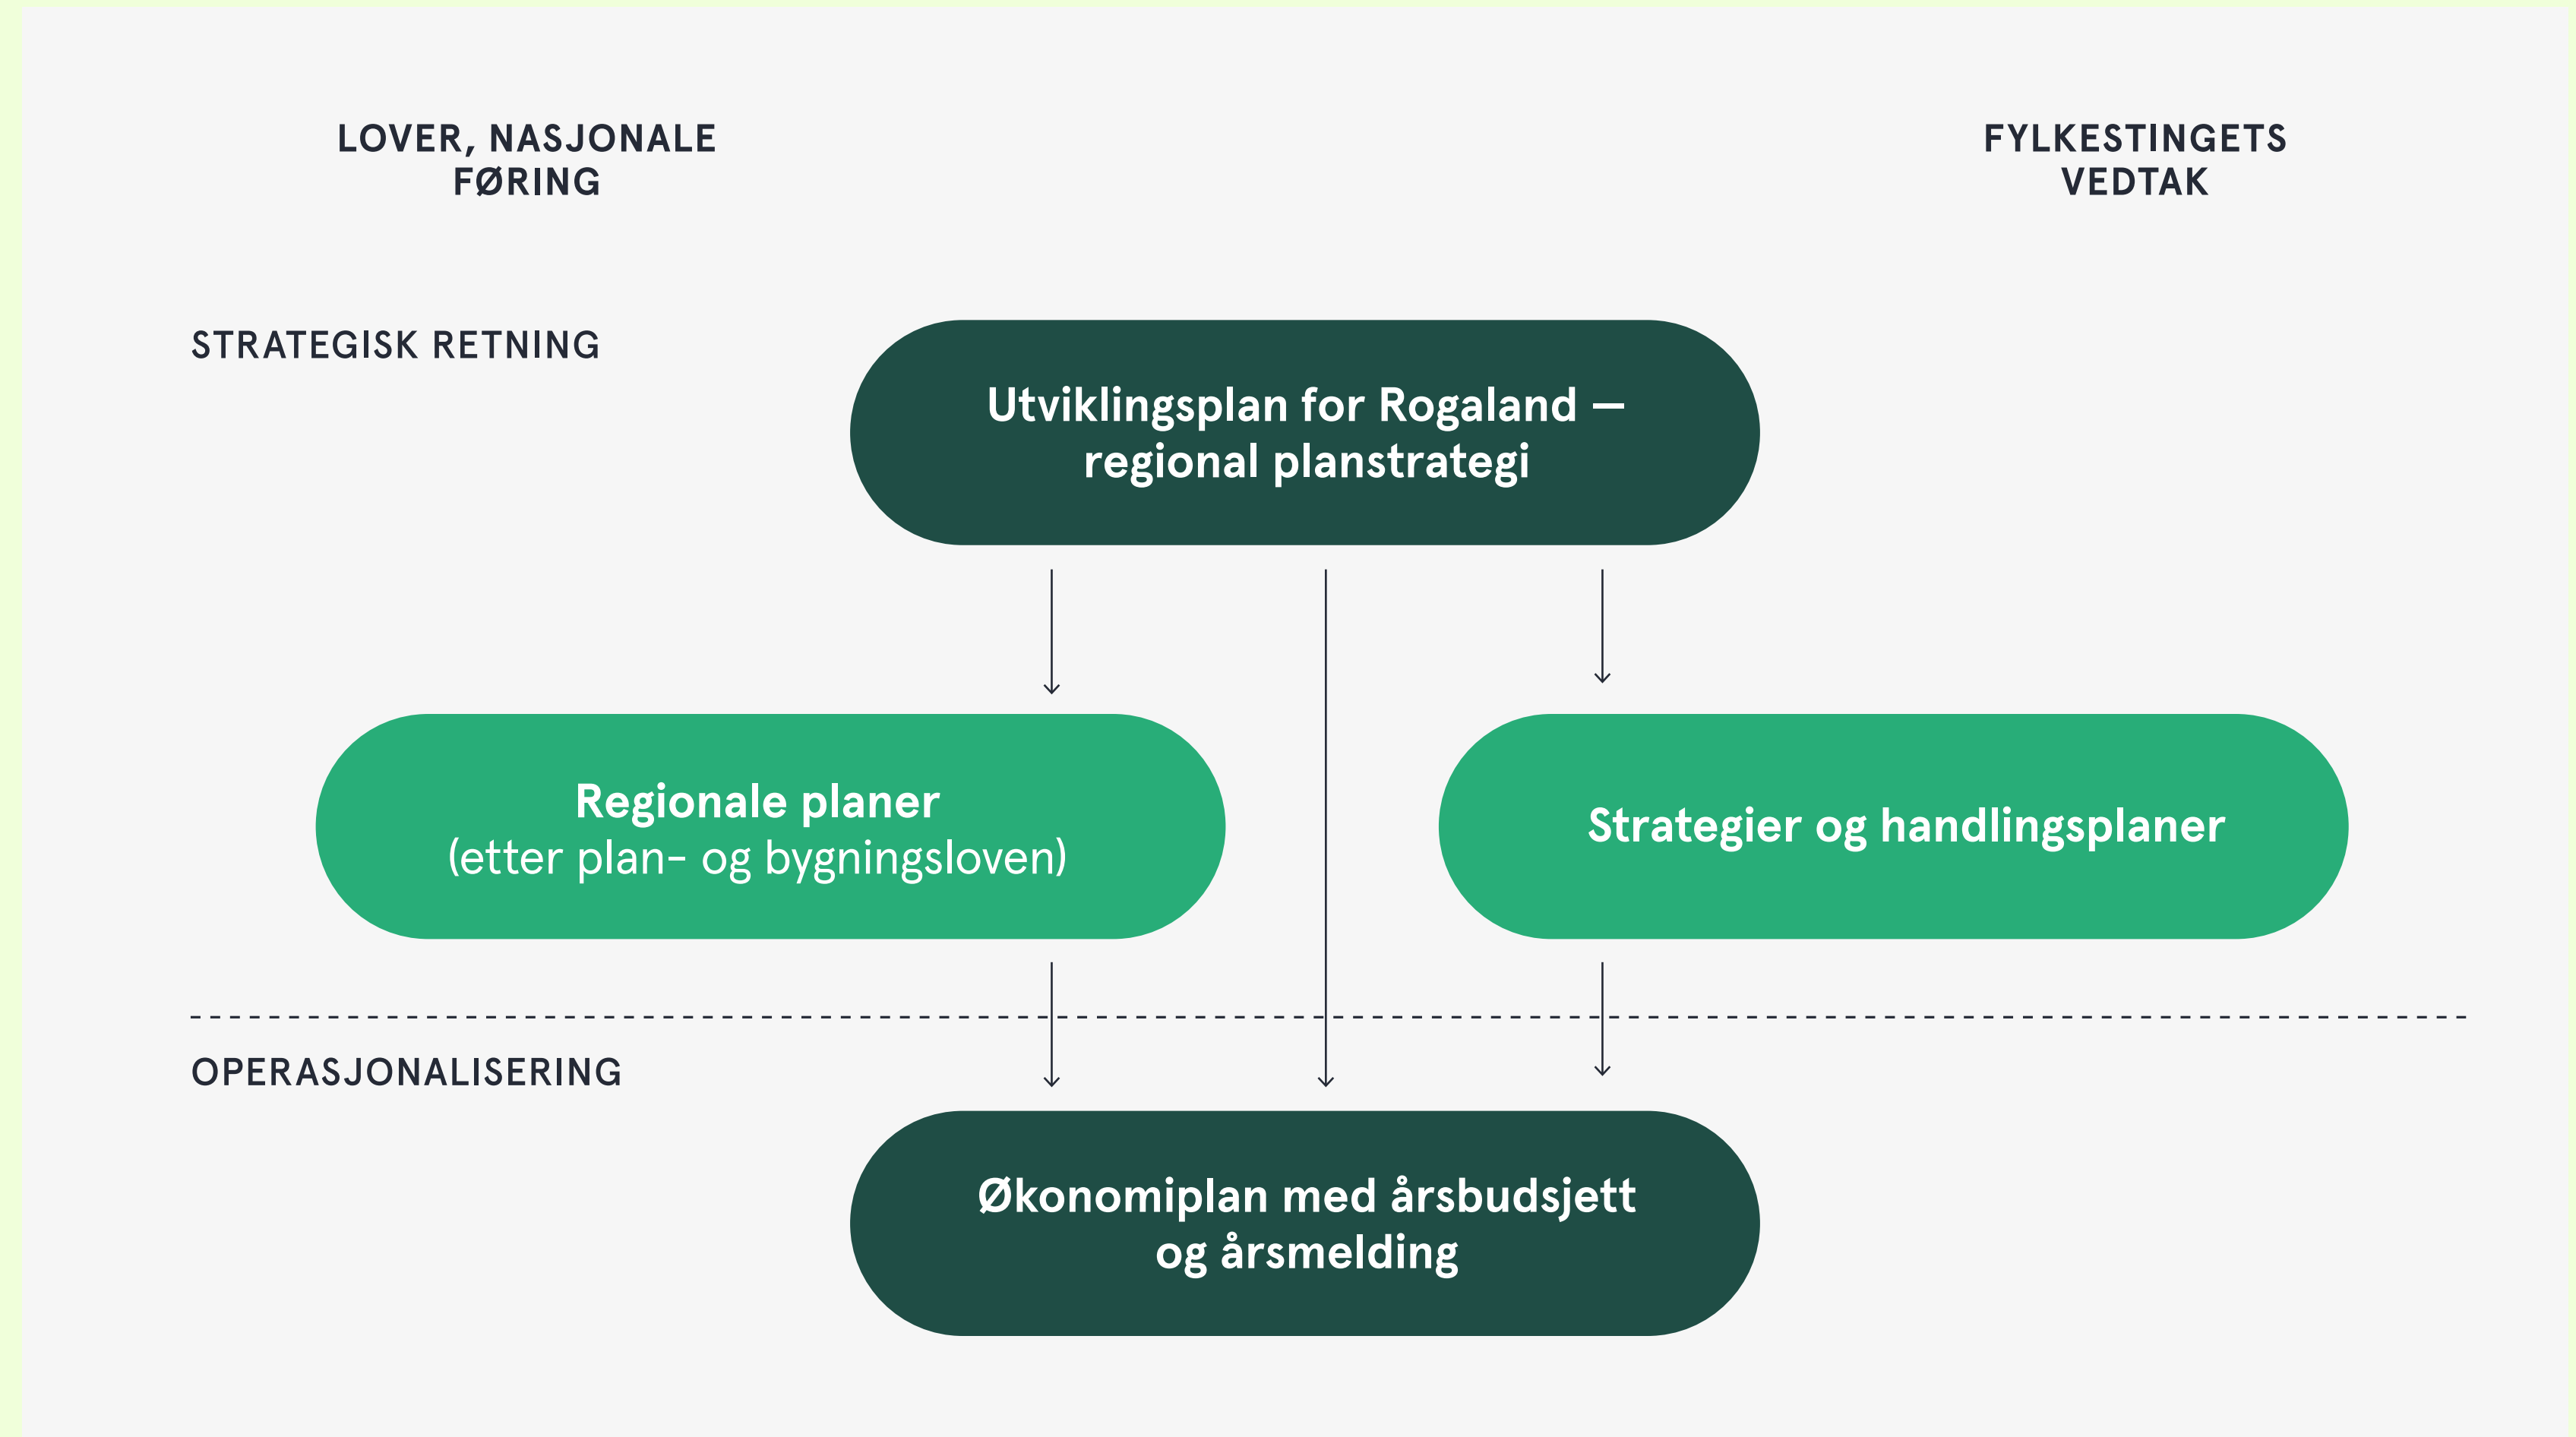 LOVER, NASJONALE
FØRING
FYLKESTINGETS
VEDTAK
STRATEGISK RETNING
Utviklingsplan for Rogaland —
regional planstrategi
Regionale planer
(etter plan- og bygningsloven)
Strategier og handlingsplaner
OPERASJONALISERING
Økonomiplan med årsbudsjett
og årsmelding